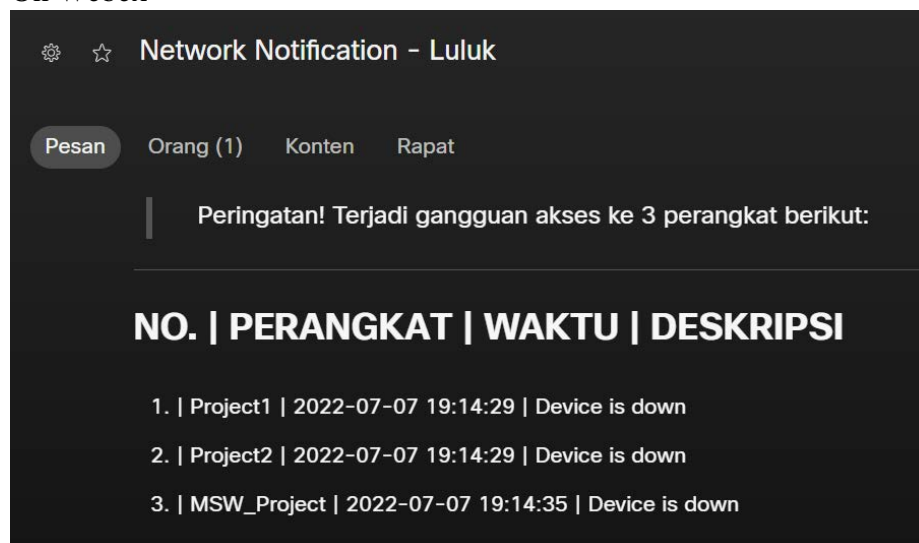 Network Notification - Luluk
Pesan Orang (1) Konten Rapat
Peringatan! Terjadi gangguan akses ke 3 perangkat berikut:
NO. | PERANGKAT | WAKTU | DESKRIPSI
1. | Project1 | 2022-07-07 19:14:29 | Device is down
2. | Project2 | 2022-07-07 19:14:29 | Device is down
3. | MSW_Project | 2022-07-07 19:14:35 | Device is down